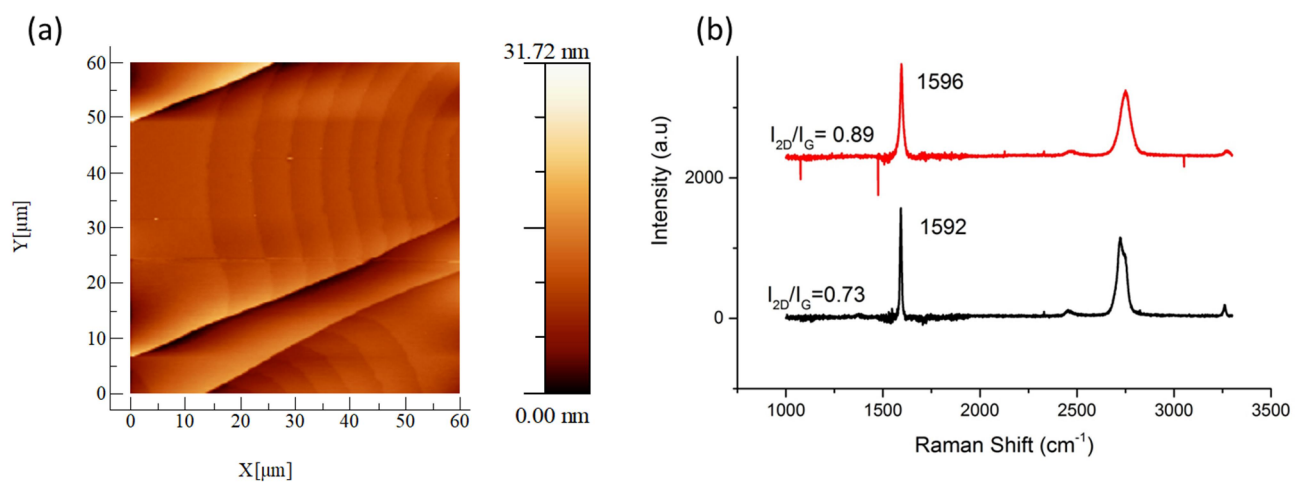 (a)
31.72 nm
60
50
40
30
20
10
0
Y[μm]
0 10 20 30 40 50 60
X[μm]
0.00 nm
(b)
1596
I2D/IG= 0.89
2000
1592
I2D/IG=0.73
0
Intensity (a.u)
1000 1500 2000 2500 3000 3500
Raman Shift (cm-1)